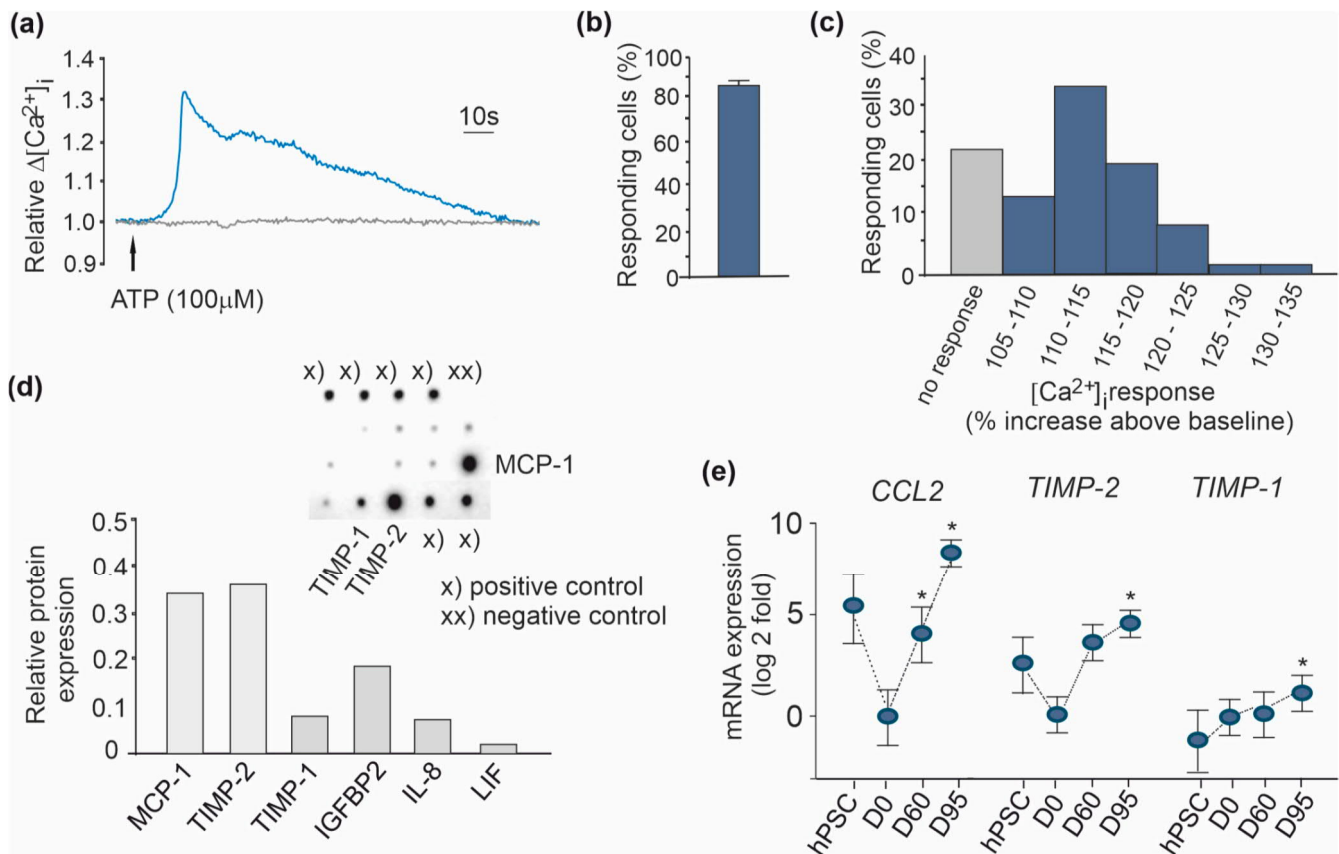 (a)
Relative Δ[Ca²⁺]ᵢ
1.4
1.3
1.2
1.1
1.0
0.9
10s
ATP (100μM)
(b)
Responding cells (%)
100
80
60
40
20
0
(c)
Responding cells (%)
40
30
20
10
0
no response
105-110
110-115
115-120
120-125
125-130
130-135
[Ca²⁺]ᵢresponse
(% increase above baseline)
(d)
x) x) x) x) xx)
MCP-1
TIMP-1
TIMP-2
x) x)
x) positive control
xx) negative control
Relative protein
expression
0.5
0.4
0.3
0.2
0.1
0
MCP-1
TIMP-2
TIMP-1
IGFBP2
IL-8
LIF
(e)
CCL2 TIMP-2 TIMP-1
mRNA expression
(log 2 fold)
10
5
0
* * * *
hPSC D0 D60 D95 hPSC D0 D60 D95 hPSC D0 D60 D95